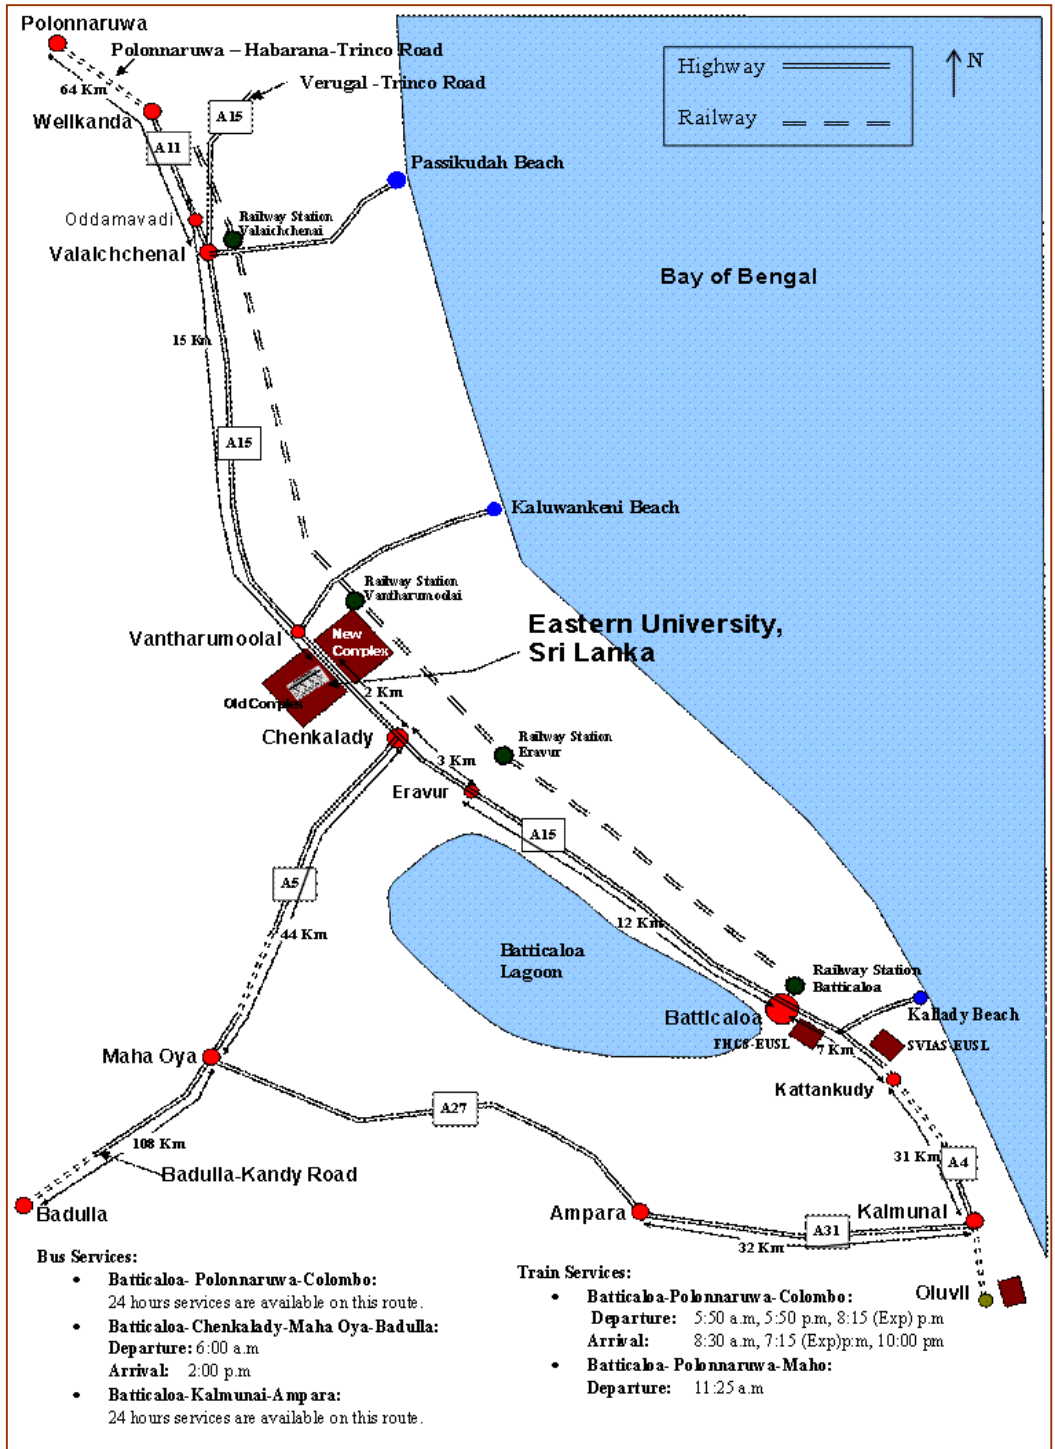 Polonnaruwa
Polonnaruwa – Habarana-Trinco Road
Verugal -Trinco Road
64 Km
Wellkanda
A15
A11
Highway
Railway
N
Passikudah Beach
Oddamavadi
Railway Station
Valaichchenai
Valaichchenai
Bay of Bengal
15 Km
A15
Kaluwankeni Beach
Railway Station
Vantharumoolai
Vantharumoolai
New
Complex
Eastern University,
Sri Lanka
Old Complex
2 Km
Chenkalady
Railway Station
Eravur
3 Km
Eravur
A15
A5
44 Km
12 Km
Batticaloa
Lagoon
Railway Station
Batticaloa
Batticaloa
Kallady Beach
FHCS-EUSL
7 Km
SVIAS-EUSL
Maha Oya
Kattankudy
A27
108 Km
31 Km
A4
Badulla-Kandy Road
Badulla
Ampara
Kalmunai
A31
32 Km
Oluvil
Bus Services:
• Batticaloa- Polonnaruwa-Colombo:
24 hours services are available on this route.
• Batticaloa-Chenkalady-Maha Oya-Badulla:
Departure: 6:00 a.m
Arrival: 2:00 p.m
• Batticaloa-Kalmunai-Ampara:
24 hours services are available on this route.
Train Services:
• Batticaloa-Polonnaruwa-Colombo:
Departure: 5:50 a.m, 5:50 p.m, 8:15 (Exp) p.m
Arrival: 8:30 a.m, 7:15 (Exp)p.m, 10:00 pm
• Batticaloa- Polonnaruwa-Maho:
Departure: 11:25 a.m